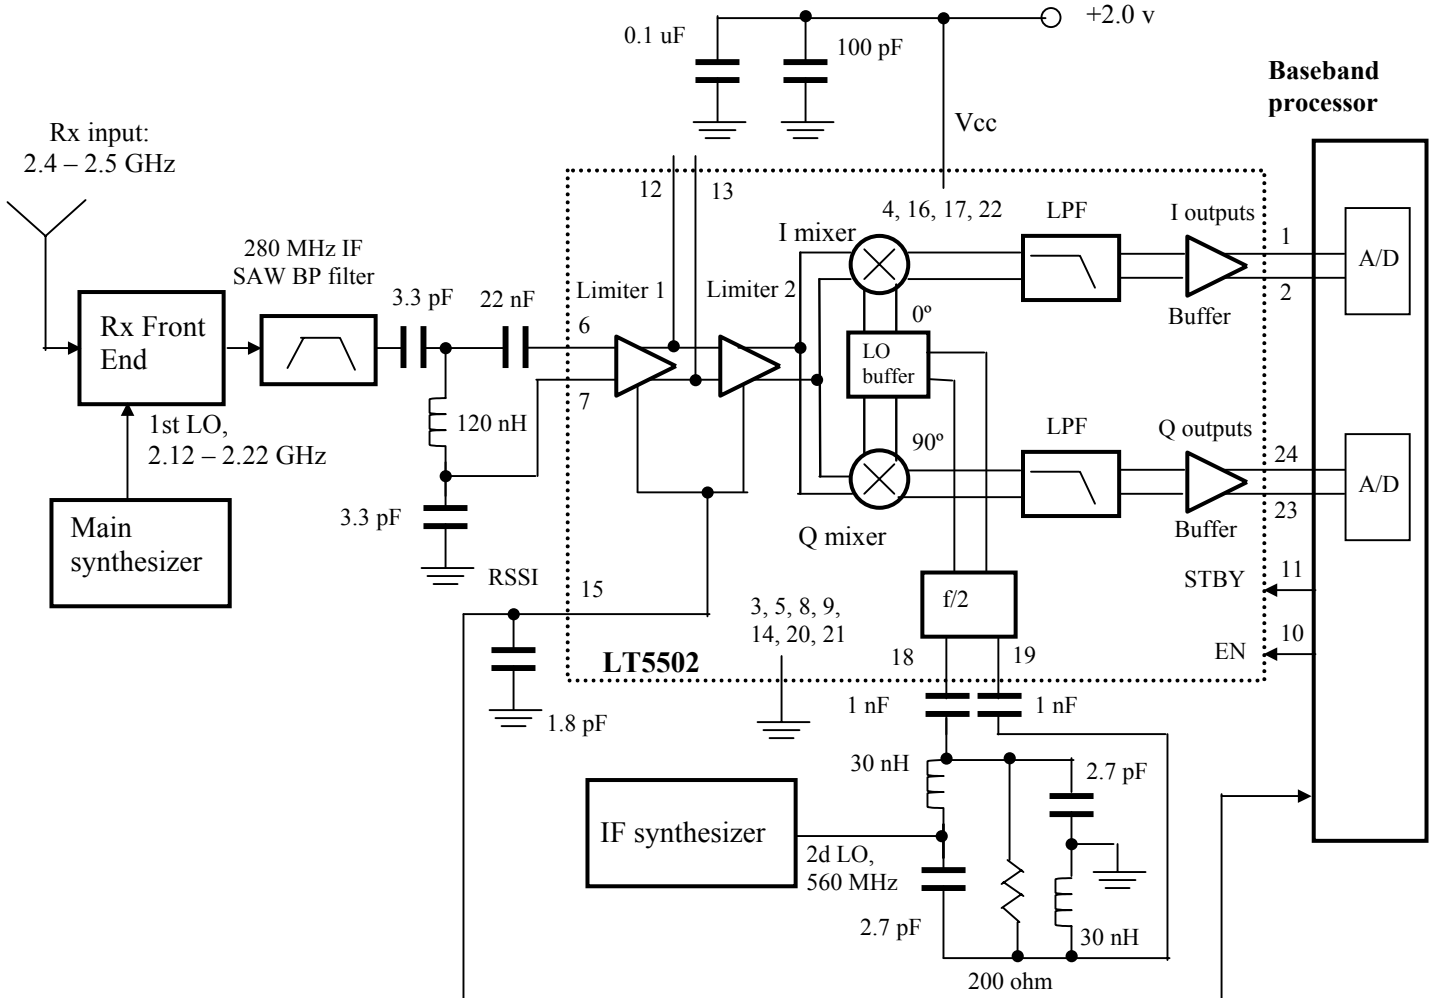 +2.0 v
0.1 uF
100 pF
Baseband
processor
Vcc
Rx input:
2.4 – 2.5 GHz
12
13
4, 16, 17, 22
LPF
I outputs
I mixer
1
A/D
2
280 MHz IF
SAW BP filter
3.3 pF
22 nF
Limiter 1
Limiter 2
6
0º
Buffer
Rx Front
End
LO
buffer
7
120 nH
1st LO,
2.12 – 2.22 GHz
90º
LPF
Q outputs
24
A/D
23
3.3 pF
Main
synthesizer
Q mixer
Buffer
RSSI
15
STBY
11
f/2
3, 5, 8, 9,
14, 20, 21
10
EN
LT5502
18
19
1.8 pF
1 nF
1 nF
30 nH
2.7 pF
IF synthesizer
2d LO,
560 MHz
2.7 pF
30 nH
200 ohm